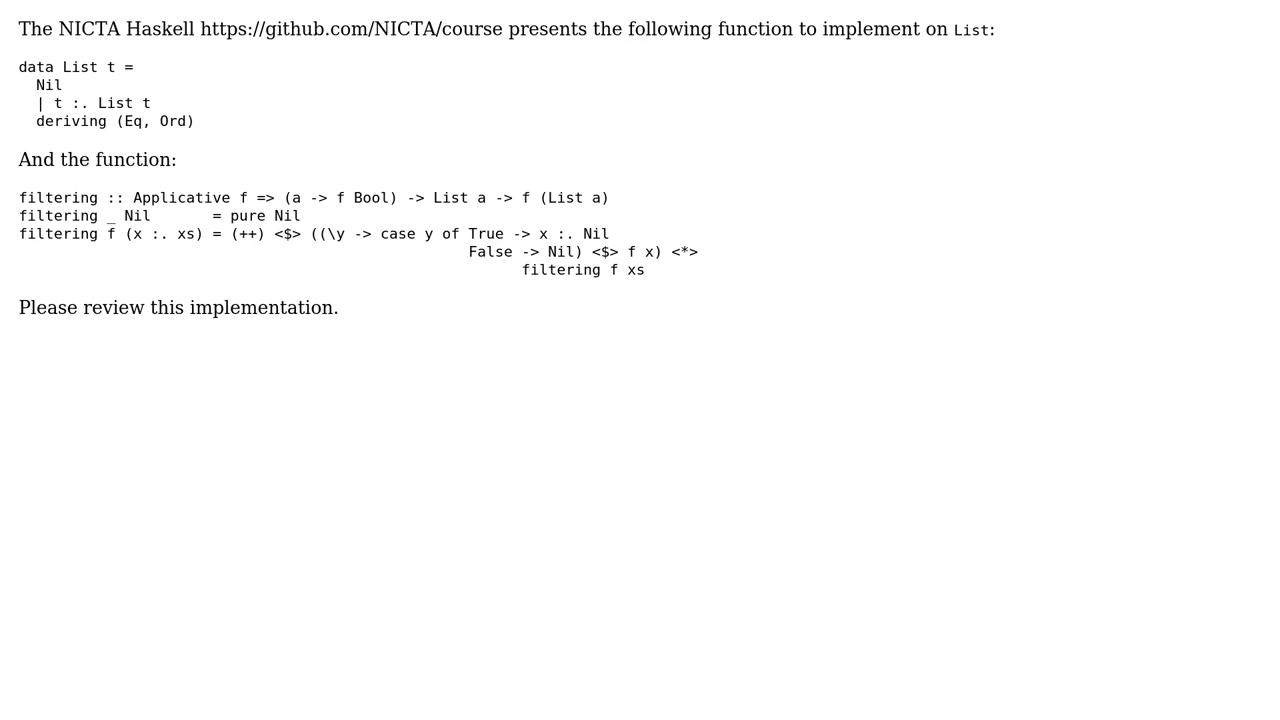 The NICTA Haskell https://github.com/NICTA/course presents the following function to implement on List:
data List t =
  Nil
  | t :. List t
  deriving (Eq, Ord)
And the function:
filtering :: Applicative f => (a -> f Bool) -> List a -> f (List a)
filtering _ Nil       = pure Nil
filtering f (x :. xs) = (++) <$> ((\y -> case y of True -> x :. Nil
                                                   False -> Nil) <$> f x) <*>
                                                         filtering f xs
Please review this implementation.